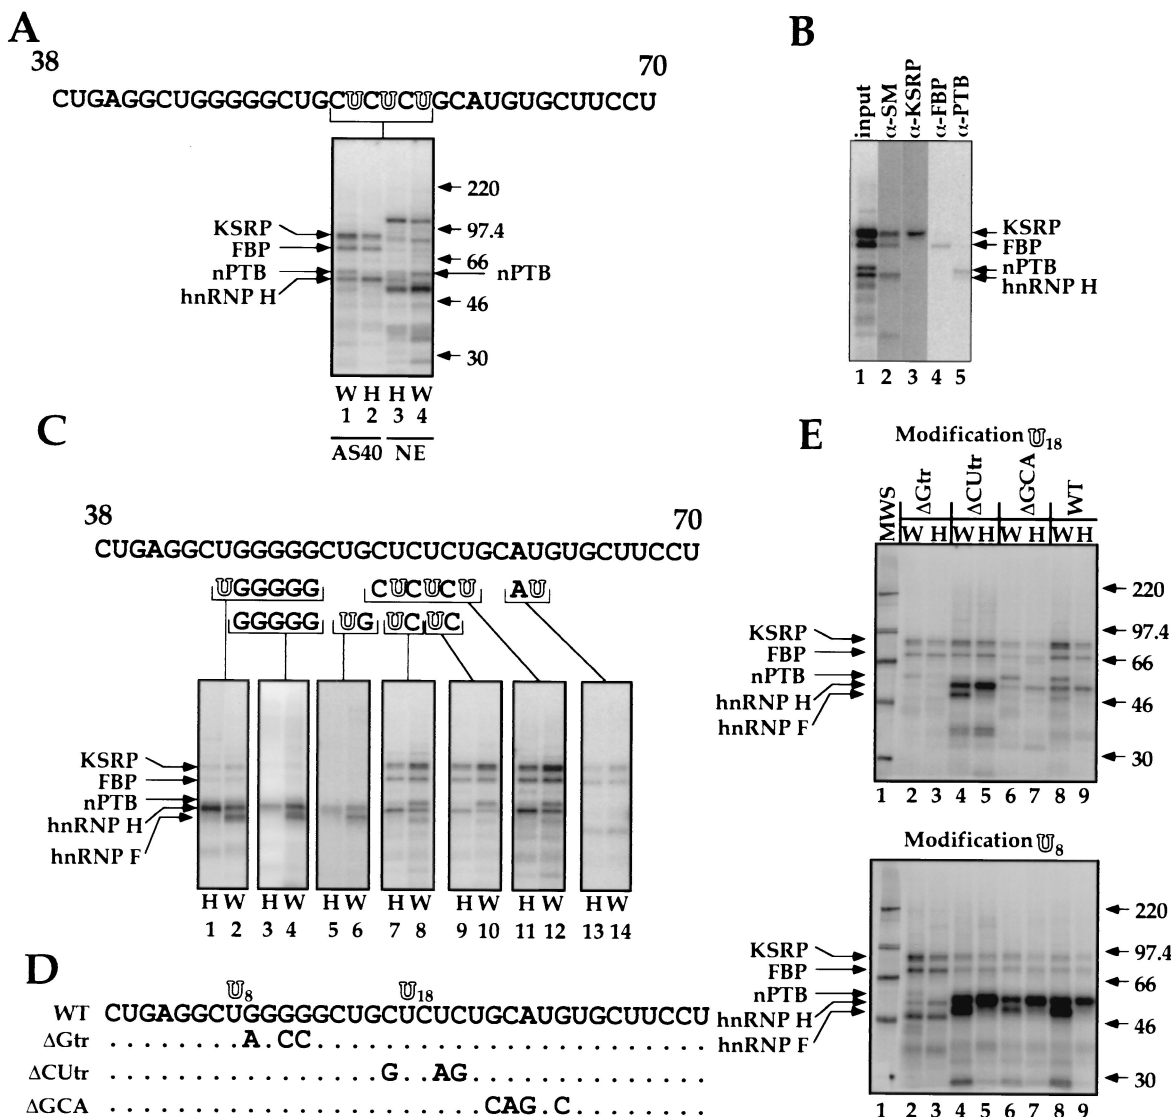 A
38 70
CUGAGGCUGGGGGCUGCUCUCUGCAUGUGCUUCCU
220
KSRP
97.4
FBP
66
nPTB
nPTB
hnRNP H
46
30
W H H W
1 2 3 4
AS40 NE
B
input
α-SM
α-KSRP
α-FBP
α-PTB
KSRP
FBP
nPTB
hnRNP H
1 2 3 4 5
C
38 70
CUGAGGCUGGGGGCUGCUCUCUGCAUGUGCUUCCU
UGGGGG CUCUCU AU
GGGGG UG UC UC
KSRP
FBP
nPTB
hnRNP H
hnRNP F
H W H W H W H W H W H W H W
1 2 3 4 5 6 7 8 9 10 11 12 13 14
D
U8 U18
WT CUGAGGCUGGGGGCUGCUCUCUGCAUGUGCUUCCU
ΔGtr ........A.CC.......................
ΔCUtr ................G..AG..............
ΔGCA ......................CAG.C........
E
Modification U18
MWS
ΔGtr
ΔCUtr
ΔGCA
WT
W H W H W H W H
220
KSRP
97.4
FBP
66
nPTB
hnRNP H
46
hnRNP F
30
1 2 3 4 5 6 7 8 9
Modification U8
220
KSRP
97.4
FBP
66
nPTB
hnRNP H
46
hnRNP F
30
1 2 3 4 5 6 7 8 9